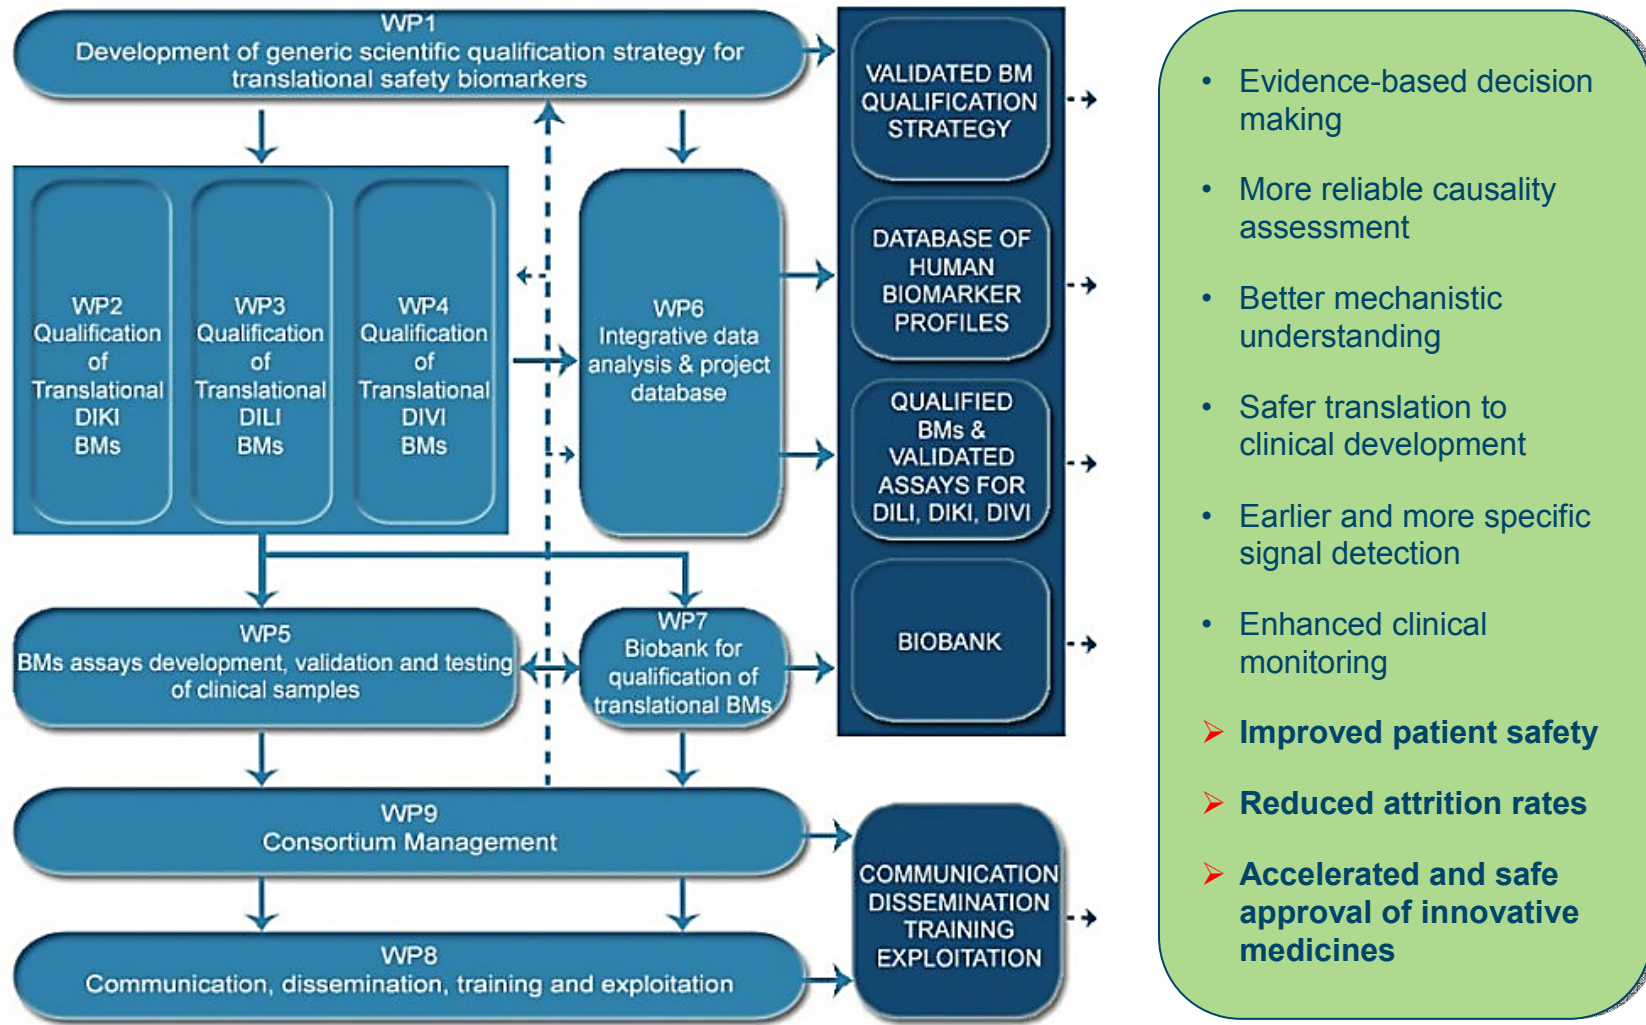 WP1
Development of generic scientific qualification strategy for
translational safety biomarkers
WP2
Qualification
of
Translational
DIKI
BMs
WP3
Qualification
of
Translational
DILI
BMs
WP4
Qualification
of
Translational
DIVI
BMs
WP6
Integrative data
analysis & project
database
WP5
BMs assays development, validation and testing
of clinical samples
WP7
Biobank for
qualification of
translational BMs
WP9
Consortium Management
WP8
Communication, dissemination, training and exploitation
VALIDATED BM
QUALIFICATION
STRATEGY
DATABASE OF
HUMAN
BIOMARKER
PROFILES
QUALIFIED
BMs &
VALIDATED
ASSAYS FOR
DILI, DIKI, DIVI
BIOBANK
COMMUNICATION
DISSEMINATION
TRAINING
EXPLOITATION
• Evidence-based decision
making
• More reliable causality
assessment
• Better mechanistic
understanding
• Safer translation to
clinical development
• Earlier and more specific
signal detection
• Enhanced clinical
monitoring
➢ Improved patient safety
➢ Reduced attrition rates
➢ Accelerated and safe
approval of innovative
medicines